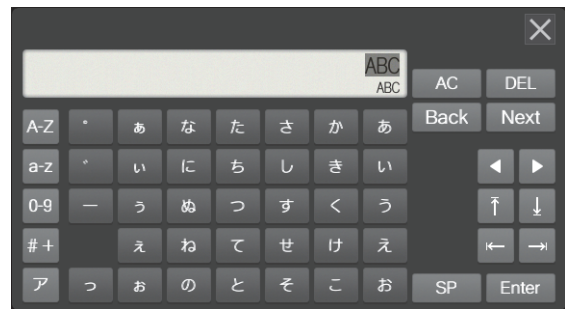 ABC
ABC
AC DEL
Back Next
A-Z ゜ ぁ な た さ か あ
a-z ゛ ぃ に ち し き い
0-9 ー ぅ ぬ つ す く う
#+ ぇ ね て せ け え
ア っ ぉ の と そ こ お
SP Enter